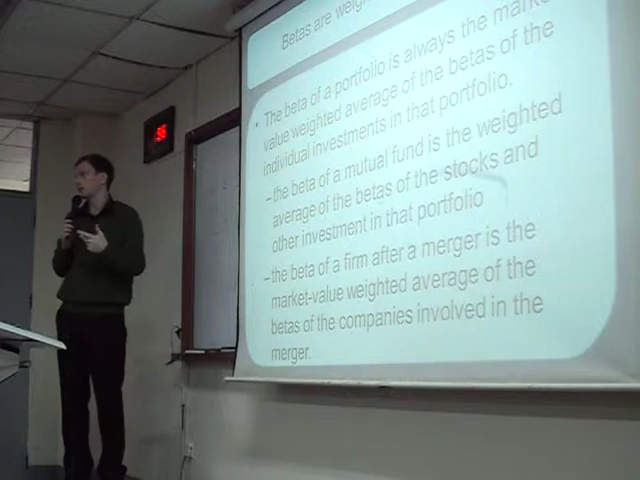 Betas are weigh
• The beta of a portfolio is always the marke
value weighted average of the betas of the
individual investments in that portfolio.
–the beta of a mutual fund is the weighted
average of the betas of the stocks and
other investment in that portfolio
–the beta of a firm after a merger is the
market-value weighted average of the
betas of the companies involved in the
merger.